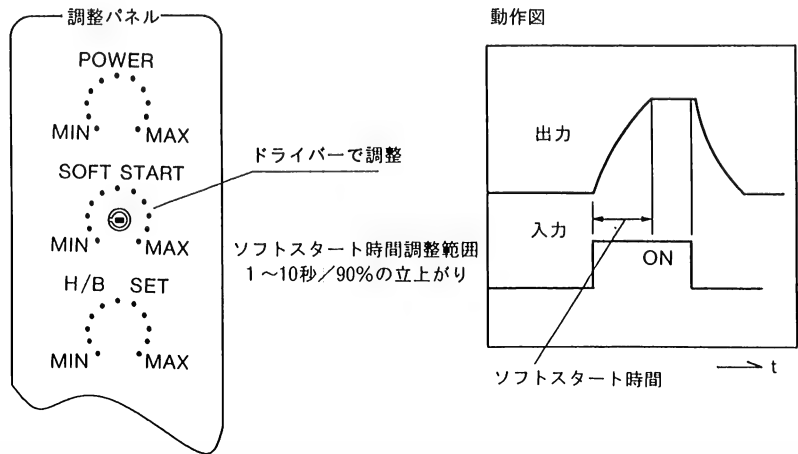 調整パネル
POWER
MIN MAX
SOFT START
MIN MAX
H/B SET
MIN MAX
ドライバーで調整
ソフトスタート時間調整範囲
1～10秒／90％の立上がり
動作図
出力
入力
ON
ソフトスタート時間
t